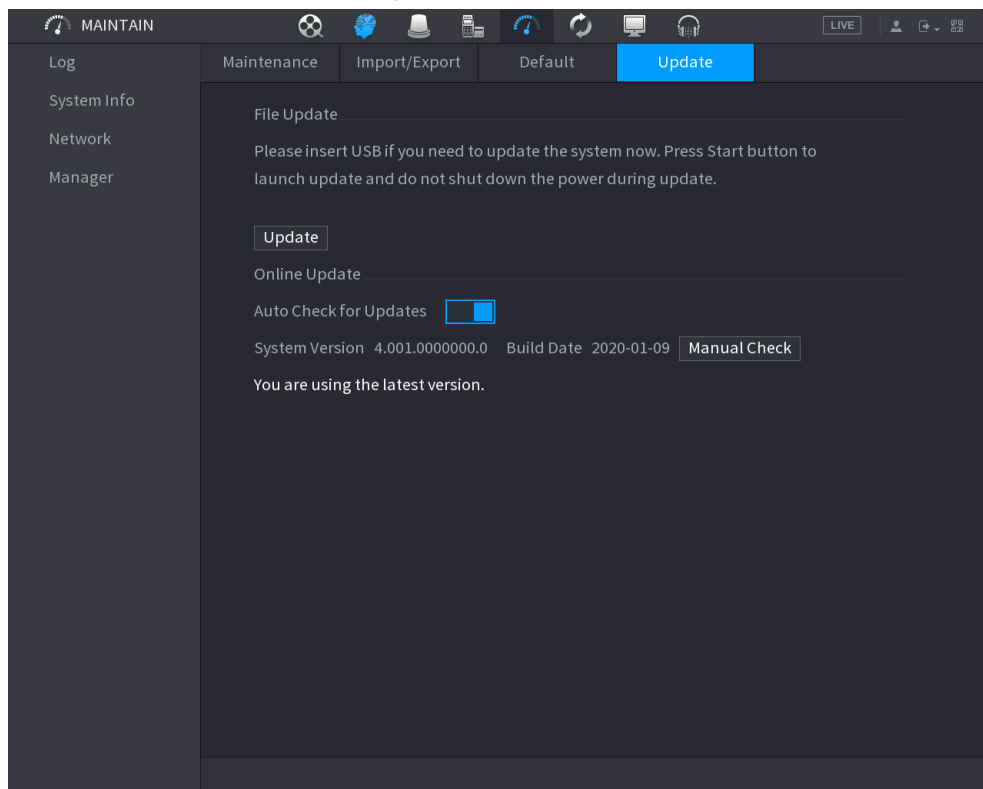 MAINTAIN
LIVE
Log
System Info
Network
Manager
Maintenance Import/Export Default Update
File Update
Please insert USB if you need to update the system now. Press Start button to
launch update and do not shut down the power during update.
Update
Online Update
Auto Check for Updates
System Version 4.001.0000000.0 Build Date 2020-01-09 Manual Check
You are using the latest version.